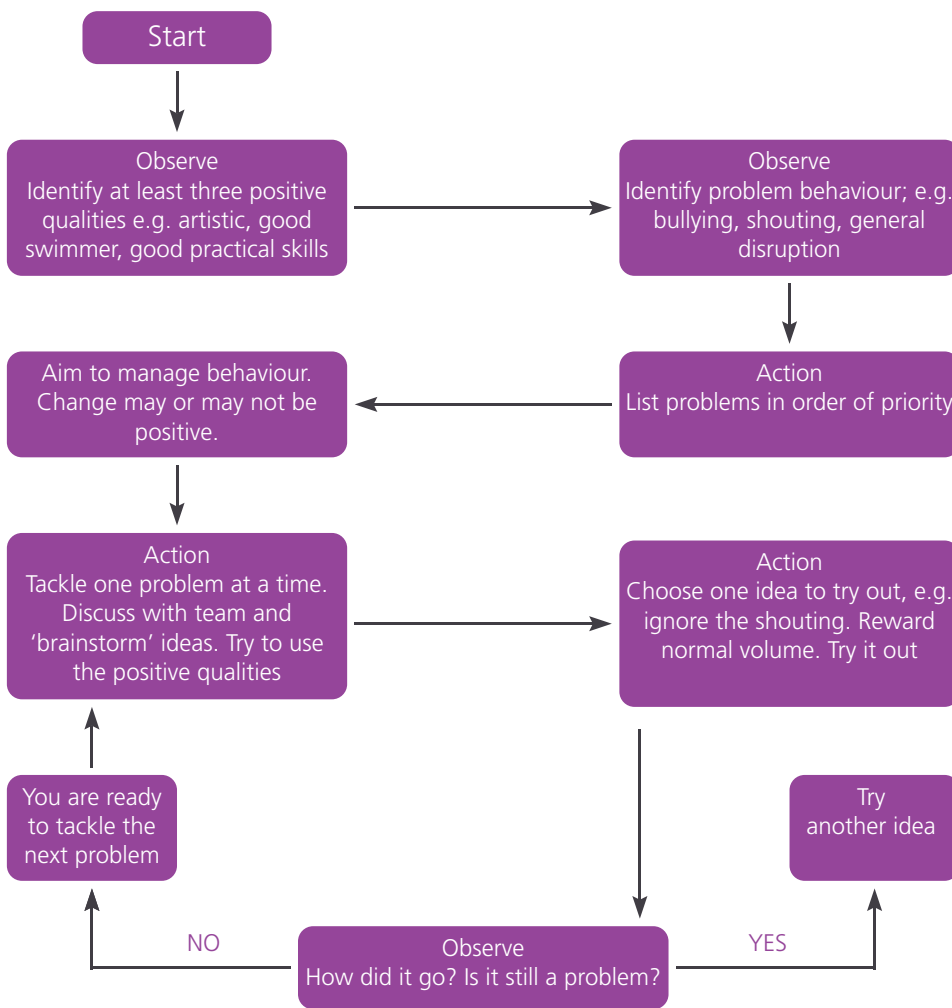 Start
Observe
Identify at least three positive
qualities e.g. artistic, good
swimmer, good practical skills
Observe
Identify problem behaviour; e.g.
bullying, shouting, general
disruption
Action
List problems in order of priority
Aim to manage behaviour.
Change may or may not be
positive.
Action
Tackle one problem at a time.
Discuss with team and
‘brainstorm’ ideas. Try to use
the positive qualities
Action
Choose one idea to try out, e.g.
ignore the shouting. Reward
normal volume. Try it out
You are ready
to tackle the
next problem
Try
another idea
NO
Observe
How did it go? Is it still a problem?
YES